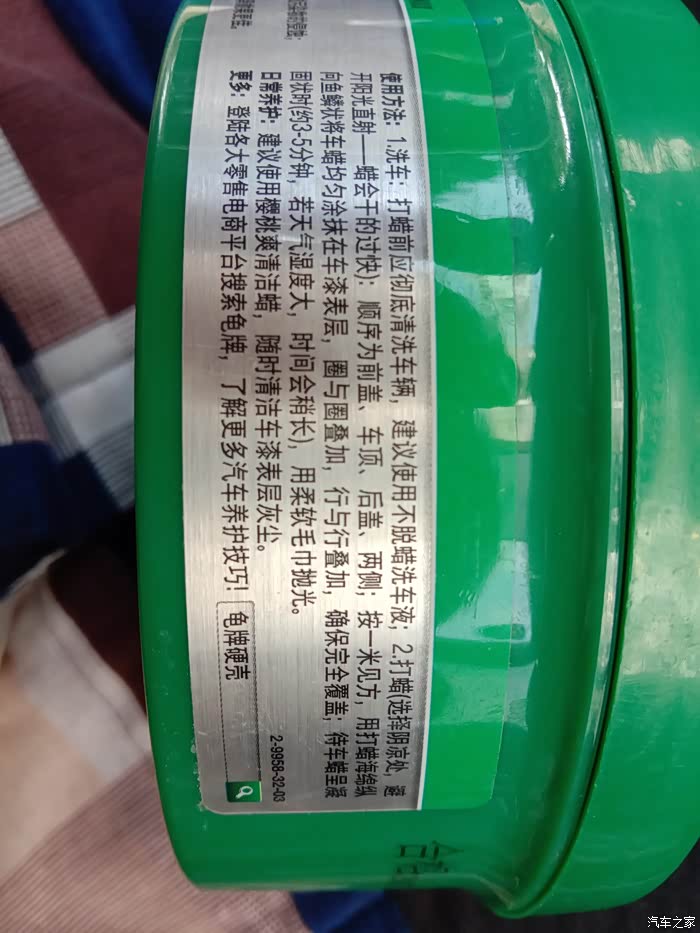 使用方法：1.洗车：打蜡前应彻底清洗车辆，建议使用不脱蜡洗车液；2.打蜡(选择阴凉处，避
开阳光直射——蜡会干的过快)：顺序为前盖、车顶、后盖、两侧；按一米见方，用打蜡海绵纵
向鱼鳞状将车蜡均匀涂抹在车漆表层，圈与圈叠加，行与行叠加，确保完全覆盖；待车蜡呈凝
固状时(约3-5分钟，若天气湿度大，时间会稍长)，用柔软毛巾抛光。
日常养护：建议使用樱桃爽清洁蜡，随时清洁车漆表层灰尘。
更多：登陆各大零售电商平台搜索龟牌，了解更多汽车养护技巧！
龟牌硬壳
2-9958-32-03
汽车之家